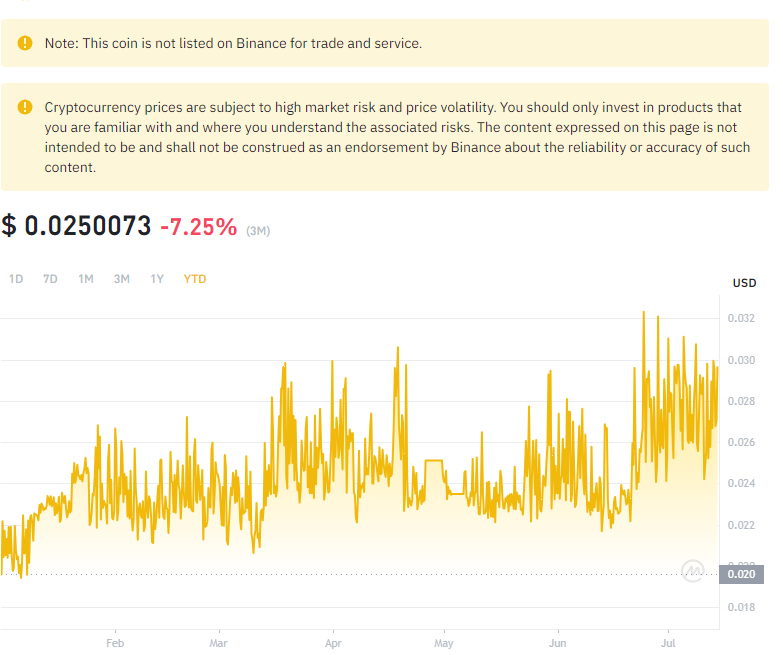 Note: This coin is not listed on Binance for trade and service.
Cryptocurrency prices are subject to high market risk and price volatility. You should only invest in products that
you are familiar with and where you understand the associated risks. The content expressed on this page is not
intended to be and shall not be construed as an endorsement by Binance about the reliability or accuracy of such
content.
$ 0.0250073 -7.25% (3M)
1D 7D 1M 3M 1Y YTD
USD
0.032
0.030
0.028
0.026
0.024
0.022
0.020
0.018
Feb Mar Apr May Jun Jul